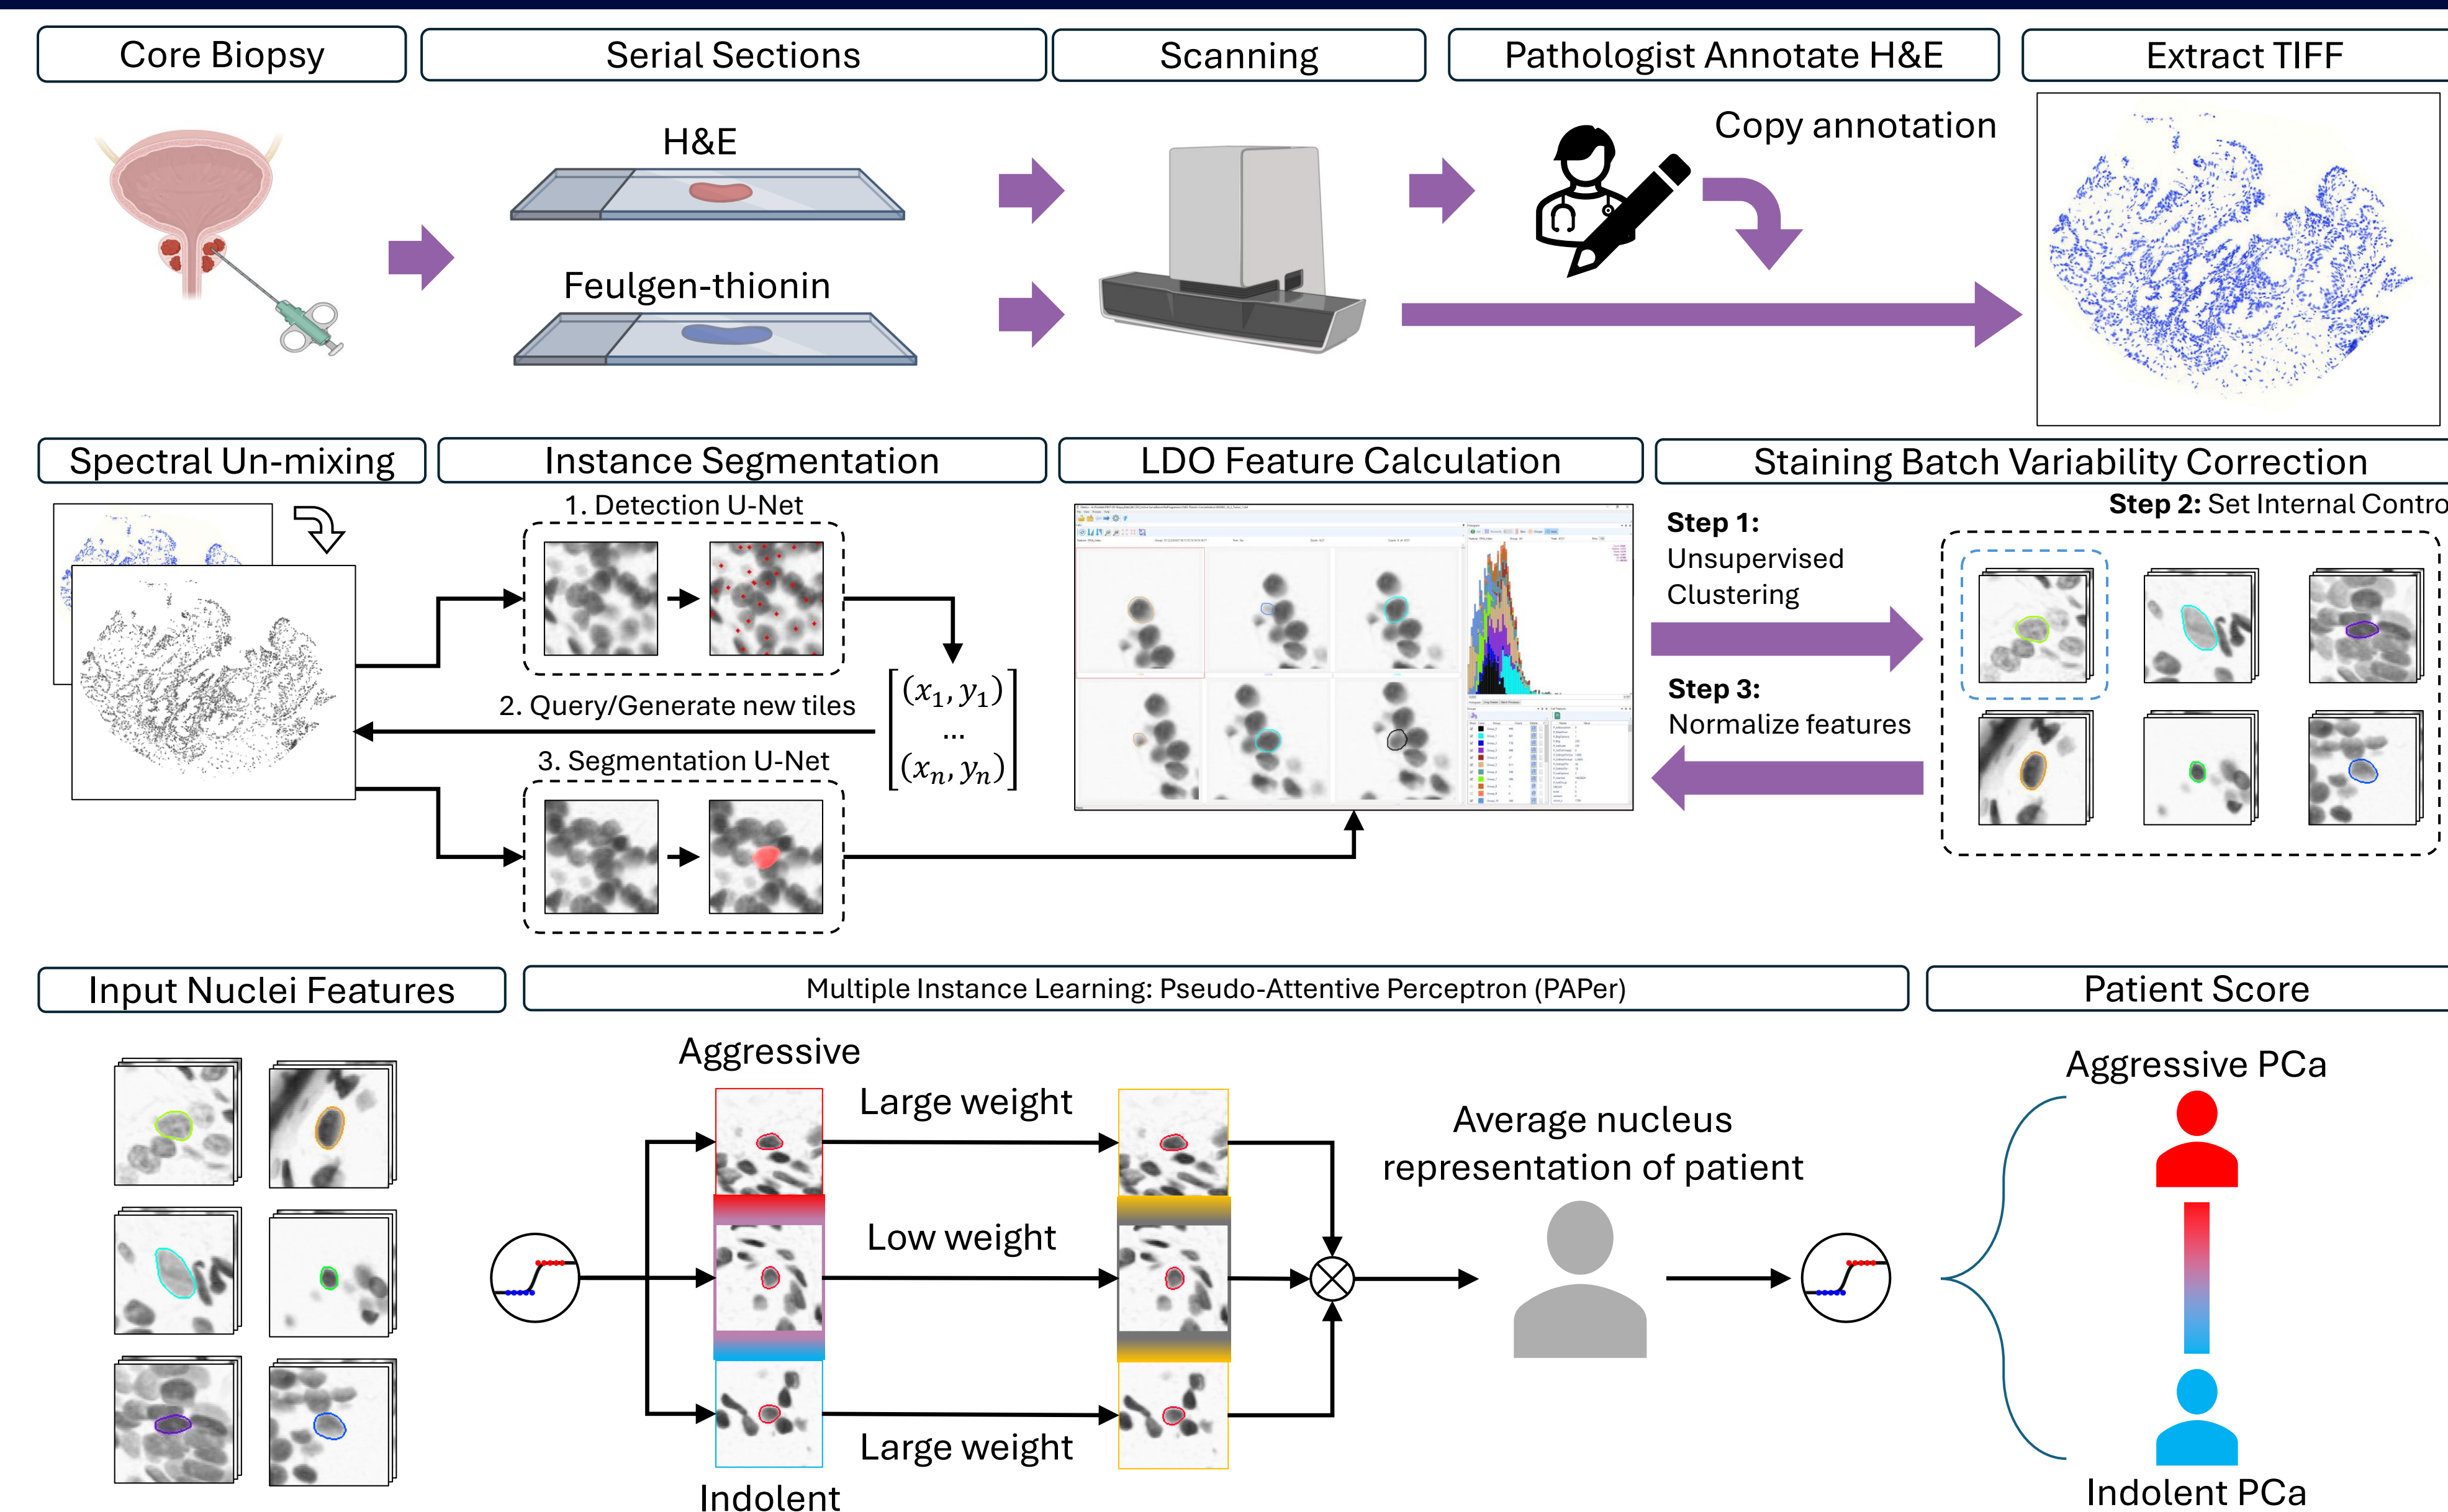 Core Biopsy
Serial Sections
Scanning
Pathologist Annotate H&E
Extract TIFF
H&E
Feulgen-thionin
Copy annotation
Spectral Un-mixing
Instance Segmentation
LDO Feature Calculation
Staining Batch Variability Correction
1. Detection U-Net
2. Query/Generate new tiles
3. Segmentation U-Net
(x₁, y₁)
...
(xₙ, yₙ)
Step 1:
Unsupervised
Clustering
Step 2: Set Internal Contro
Step 3:
Normalize features
Input Nuclei Features
Multiple Instance Learning: Pseudo-Attentive Perceptron (PAPer)
Patient Score
Aggressive
Large weight
Low weight
Large weight
Indolent
Average nucleus
representation of patient
Aggressive PCa
Indolent PCa